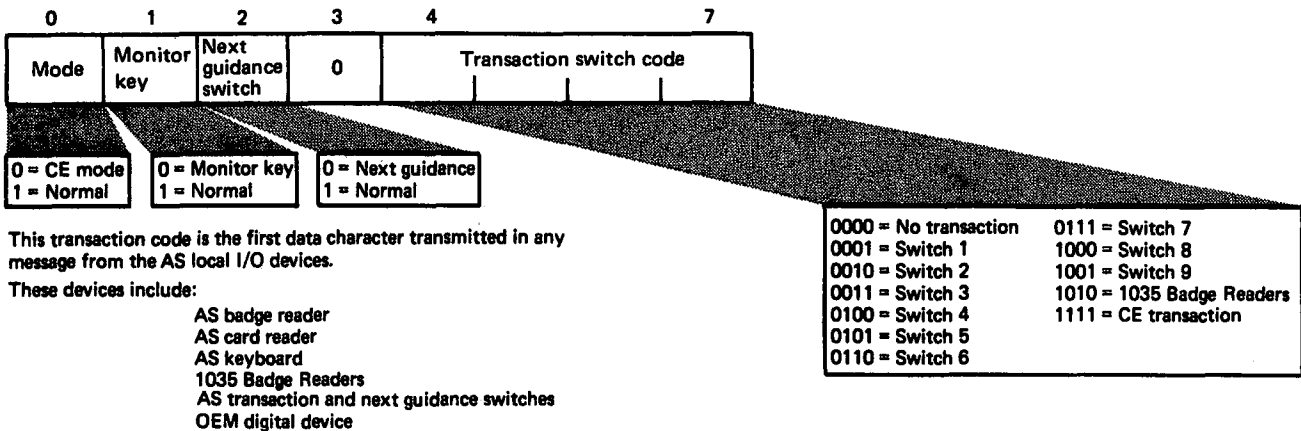 0 1 2 3 4 7
Mode
Monitor
key
Next
guidance
switch
0
Transaction switch code
0 = CE mode
1 = Normal
0 = Monitor key
1 = Normal
0 = Next guidance
1 = Normal
This transaction code is the first data character transmitted in any
message from the AS local I/O devices.
These devices include:
AS badge reader
AS card reader
AS keyboard
1035 Badge Readers
AS transaction and next guidance switches
OEM digital device
0000 = No transaction
0001 = Switch 1
0010 = Switch 2
0011 = Switch 3
0100 = Switch 4
0101 = Switch 5
0110 = Switch 6
0111 = Switch 7
1000 = Switch 8
1001 = Switch 9
1010 = 1035 Badge Readers
1111 = CE transaction